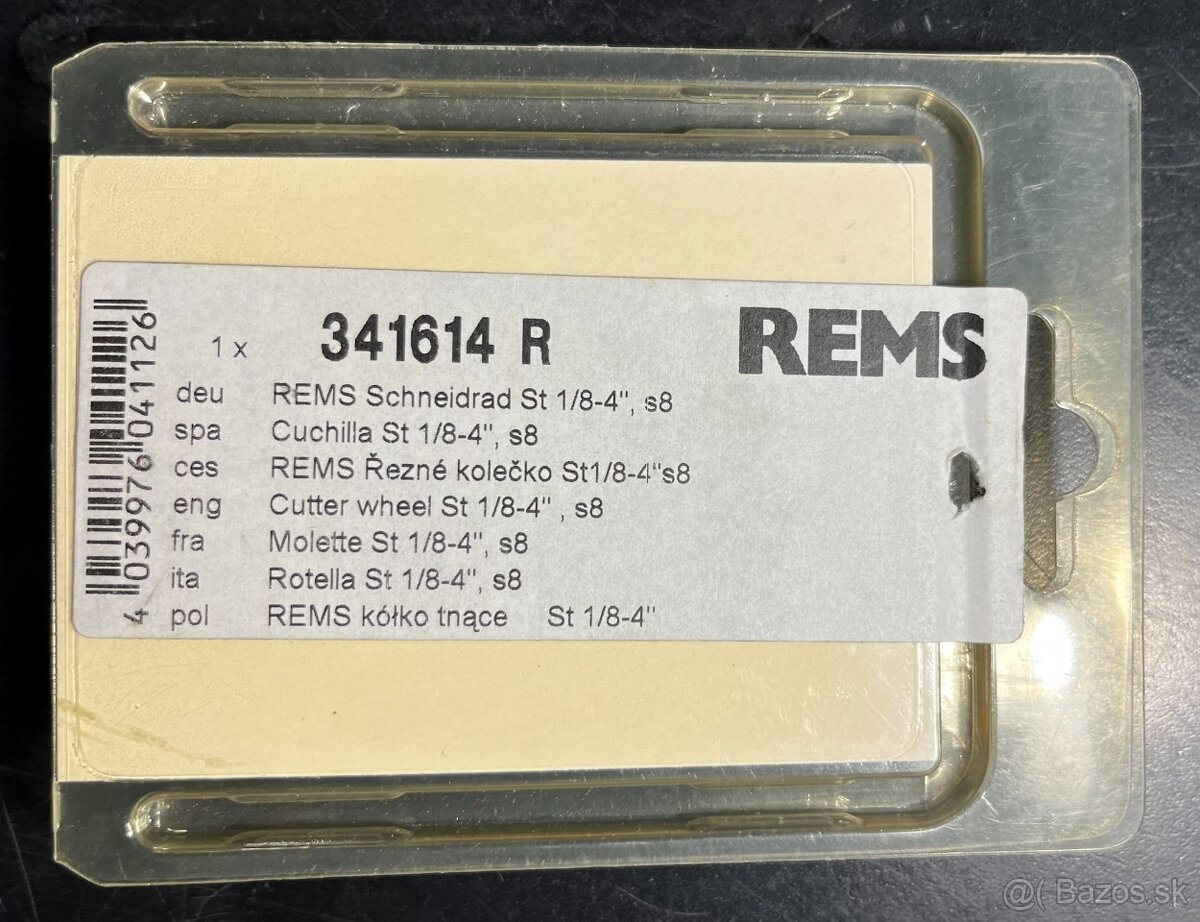 1 x 341614 R REMS
deu REMS Schneidrad St 1/8-4", s8
spa Cuchilla St 1/8-4", s8
ces REMS Řezné kolečko St1/8-4"s8
eng Cutter wheel St 1/8-4" , s8
fra Molette St 1/8-4", s8
ita Rotella St 1/8-4", s8
pol REMS kółko tnące St 1/8-4"
4 039976 041126
@( Bazos.sk